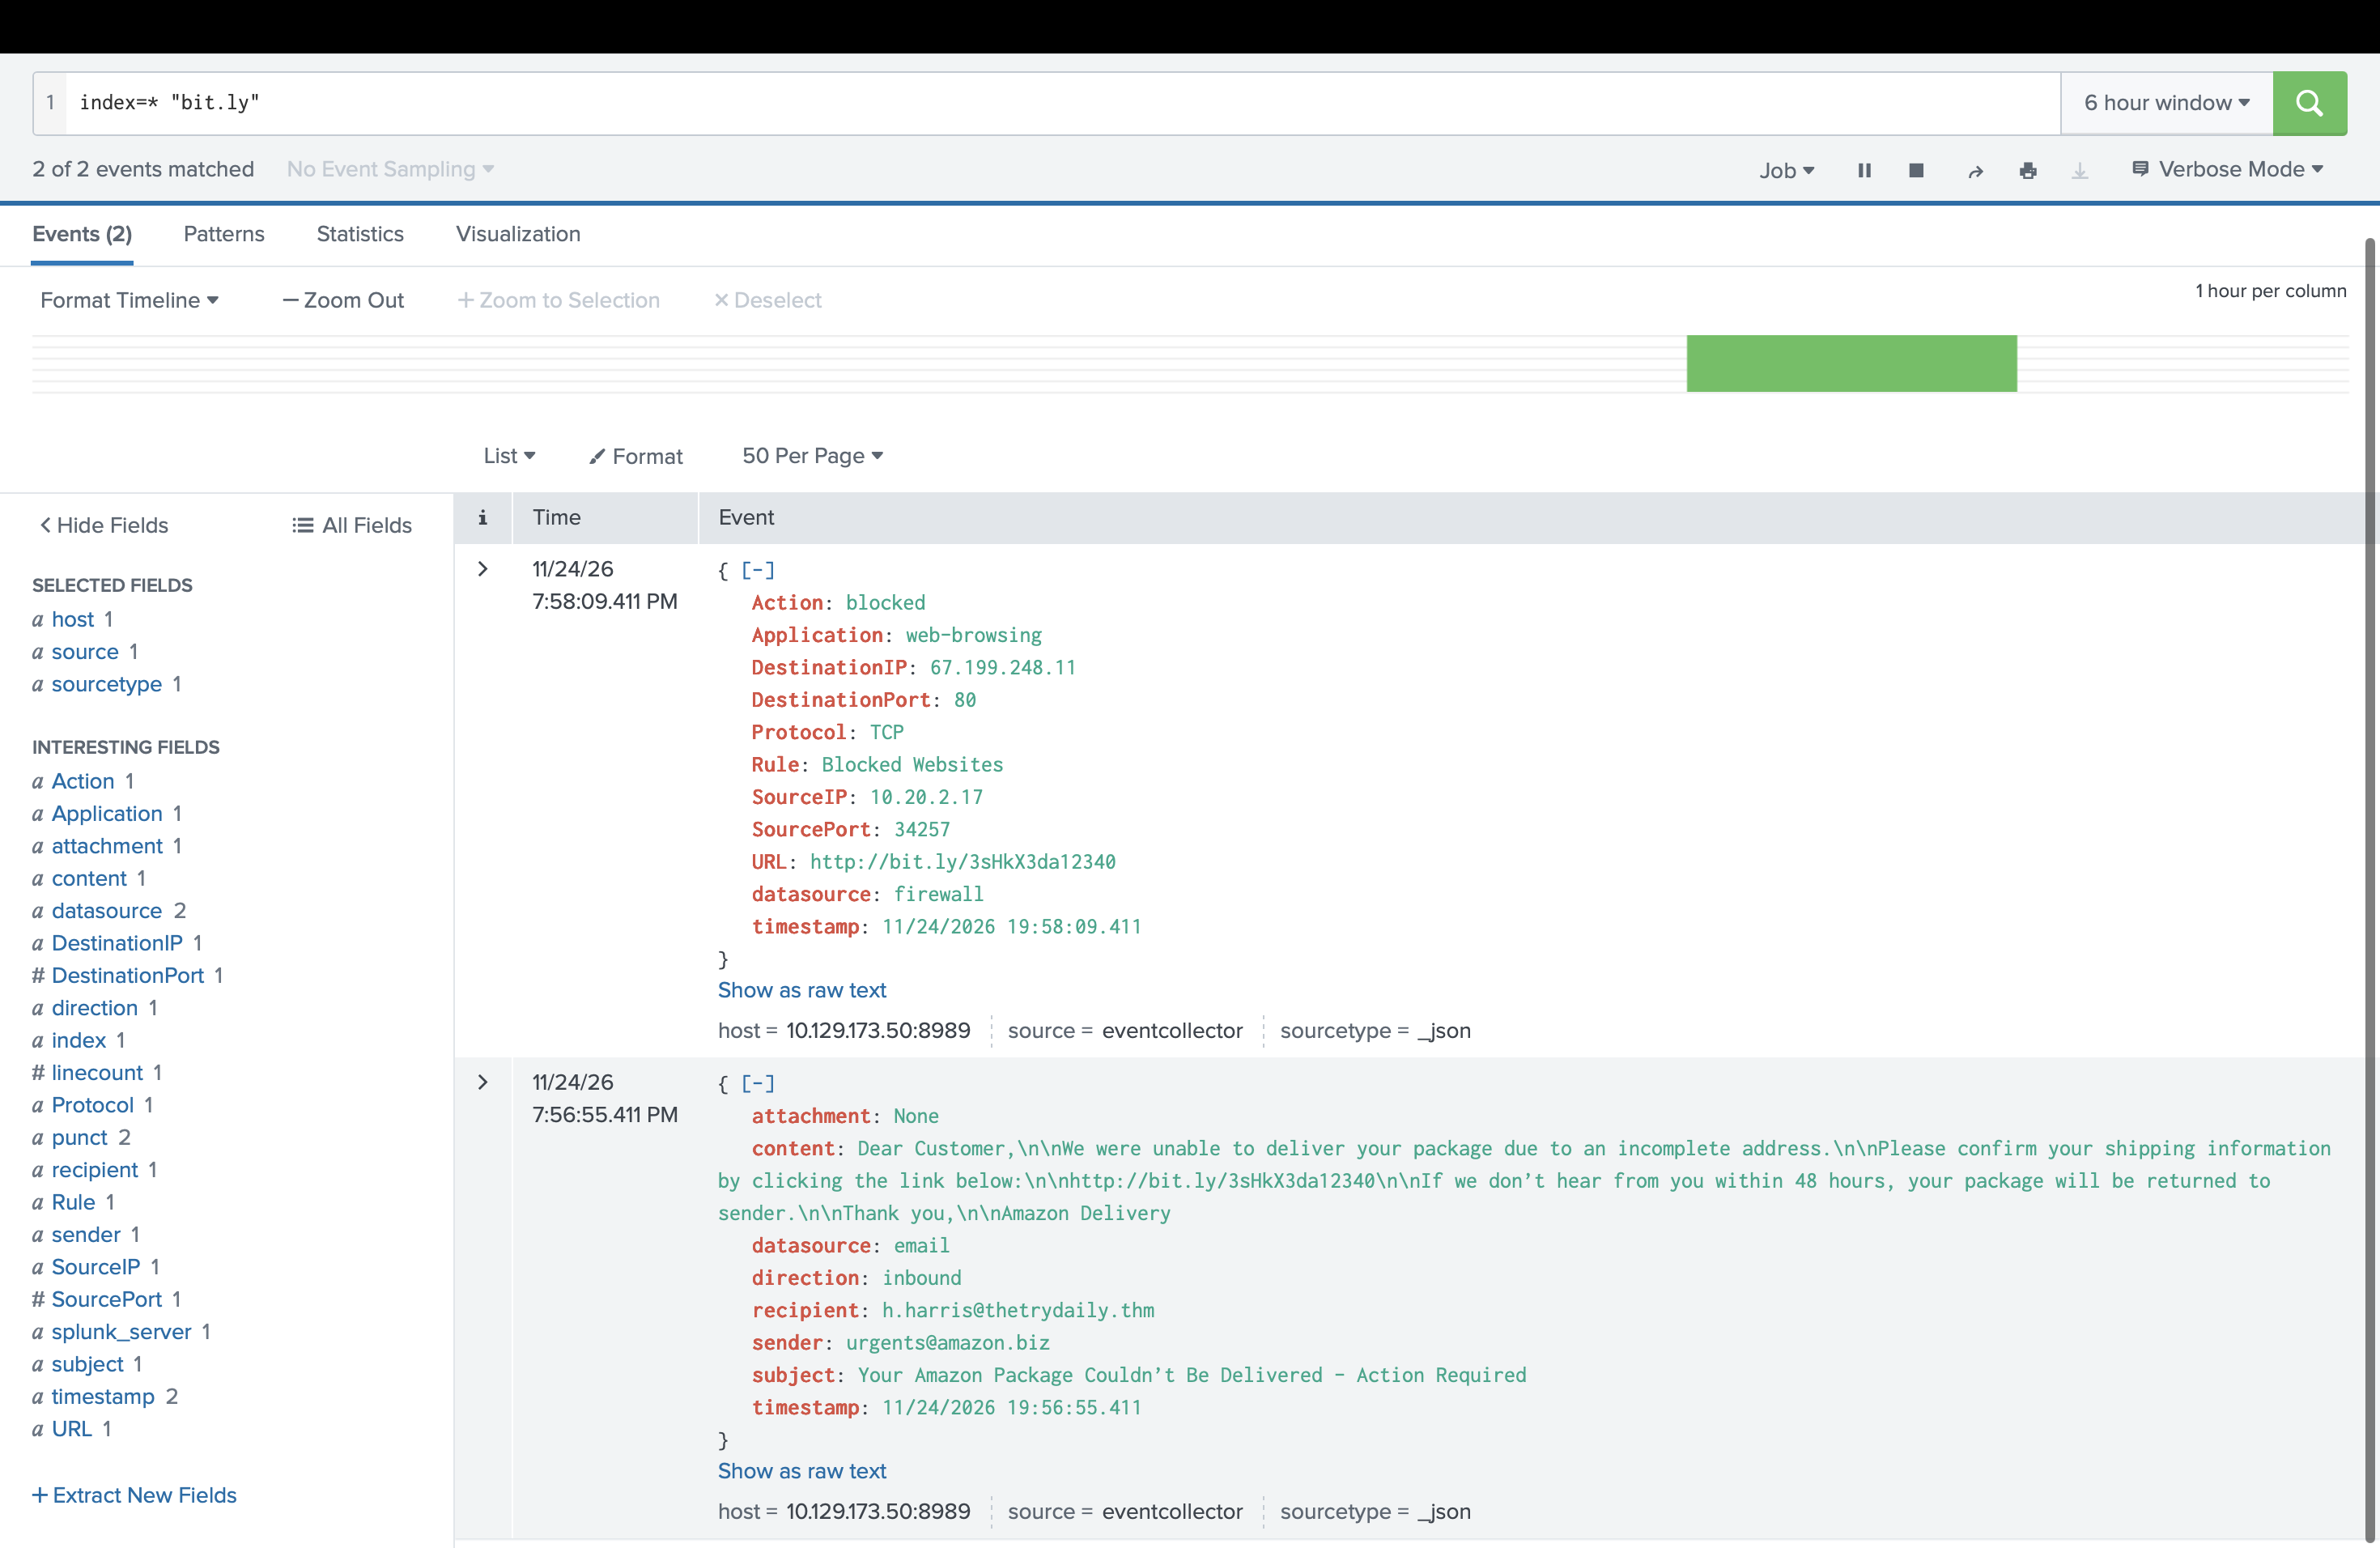 1 index=* "bit.ly"
6 hour window
2 of 2 events matched No Event Sampling
Job Verbose Mode
Events (2) Patterns Statistics Visualization
Format Timeline — Zoom Out + Zoom to Selection × Deselect
1 hour per column
List Format 50 Per Page
< Hide Fields All Fields
SELECTED FIELDS
a host 1
a source 1
a sourcetype 1
INTERESTING FIELDS
a Action 1
a Application 1
a attachment 1
a content 1
a datasource 2
a DestinationIP 1
# DestinationPort 1
a direction 1
a index 1
# linecount 1
a Protocol 1
a punct 2
a recipient 1
a Rule 1
a sender 1
a SourceIP 1
# SourcePort 1
a splunk_server 1
a subject 1
a timestamp 2
a URL 1
+ Extract New Fields
i Time Event
> 11/24/26
7:58:09.411 PM
{ [-]
Action: blocked
Application: web-browsing
DestinationIP: 67.199.248.11
DestinationPort: 80
Protocol: TCP
Rule: Blocked Websites
SourceIP: 10.20.2.17
SourcePort: 34257
URL: http://bit.ly/3sHkX3da12340
datasource: firewall
timestamp: 11/24/2026 19:58:09.411
}
Show as raw text
host = 10.129.173.50:8989 source = eventcollector sourcetype = _json
> 11/24/26
7:56:55.411 PM
{ [-]
attachment: None
content: Dear Customer,\n\nWe were unable to deliver your package due to an incomplete address.\n\nPlease confirm your shipping information
by clicking the link below:\n\nhttp://bit.ly/3sHkX3da12340\n\nIf we don’t hear from you within 48 hours, your package will be returned to
sender.\n\nThank you,\n\nAmazon Delivery
datasource: email
direction: inbound
recipient: h.harris@thetrydaily.thm
sender: urgents@amazon.biz
subject: Your Amazon Package Couldn’t Be Delivered – Action Required
timestamp: 11/24/2026 19:56:55.411
}
Show as raw text
host = 10.129.173.50:8989 source = eventcollector sourcetype = _json